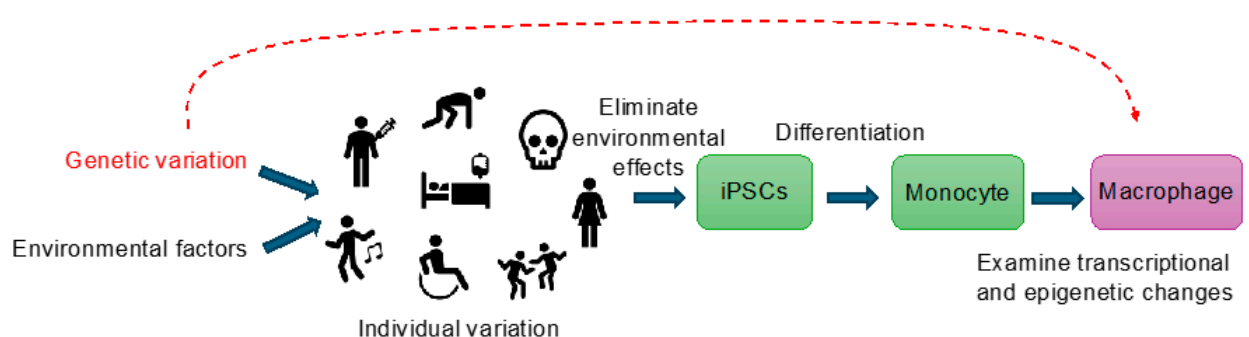 Genetic variation
Environmental factors
Individual variation
Eliminate
environmental
effects
Differentiation
iPSCs
Monocyte
Macrophage
Examine transcriptional
and epigenetic changes